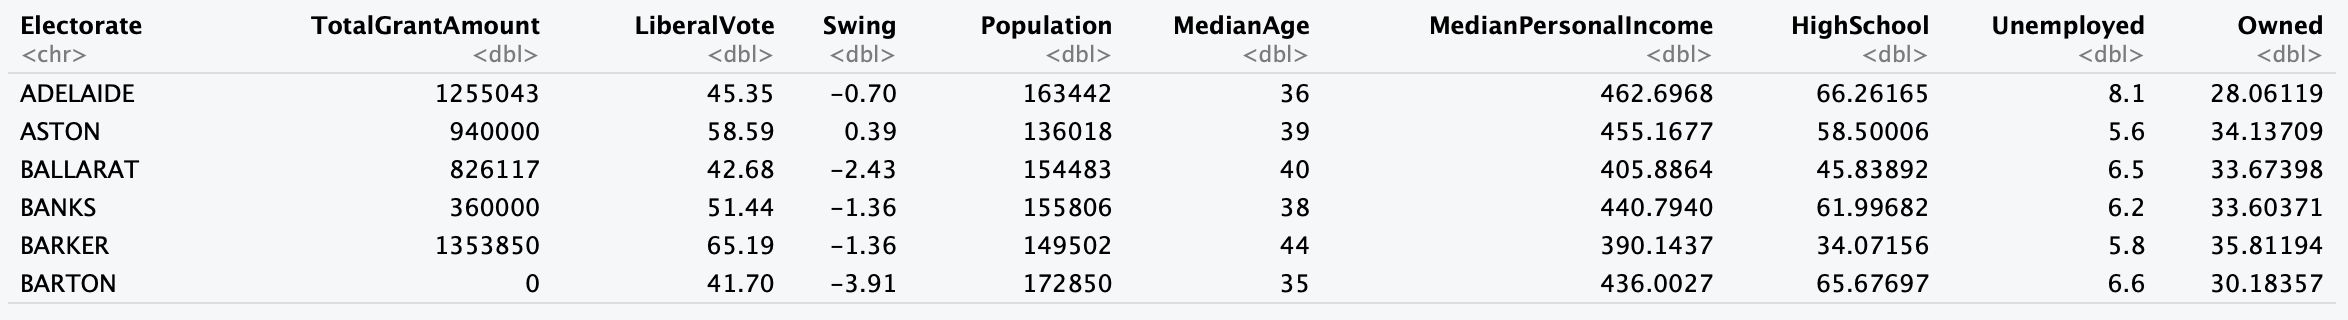 Electorate TotalGrantAmount LiberalVote Swing Population MedianAge MedianPersonalIncome HighSchool Unemployed Owned
<chr> <dbl> <dbl> <dbl> <dbl> <dbl> <dbl> <dbl> <dbl> <dbl>
ADELAIDE 1255043 45.35 −0.70 163442 36 462.6968 66.26165 8.1 28.06119
ASTON 940000 58.59 0.39 136018 39 455.1677 58.50006 5.6 34.13709
BALLARAT 826117 42.68 −2.43 154483 40 405.8864 45.83892 6.5 33.67398
BANKS 360000 51.44 −1.36 155806 38 440.7940 61.99682 6.2 33.60371
BARKER 1353850 65.19 −1.36 149502 44 390.1437 34.07156 5.8 35.81194
BARTON 0 41.70 −3.91 172850 35 436.0027 65.67697 6.6 30.18357